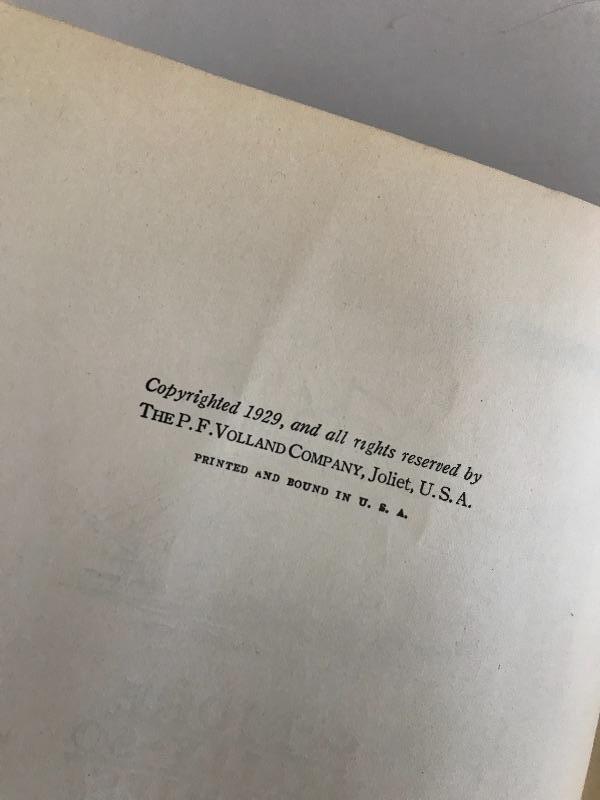 Copyrighted 1929, and all rights reserved by
THE P. F. VOLLAND COMPANY, Joliet, U. S. A.
PRINTED AND BOUND IN U. S. A.